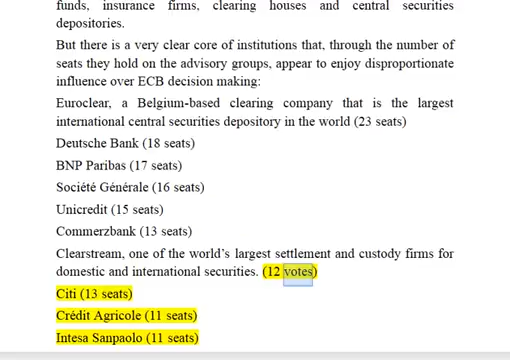 funds, insurance firms, clearing houses and central securities
depositories.
But there is a very clear core of institutions that, through the number of
seats they hold on the advisory groups, appear to enjoy disproportionate
influence over ECB decision making:
Euroclear, a Belgium-based clearing company that is the largest
international central securities depository in the world (23 seats)
Deutsche Bank (18 seats)
BNP Paribas (17 seats)
Société Générale (16 seats)
Unicredit (15 seats)
Commerzbank (13 seats)
Clearstream, one of the world’s largest settlement and custody firms for
domestic and international securities. (12 votes)
Citi (13 seats)
Crédit Agricole (11 seats)
Intesa Sanpaolo (11 seats)